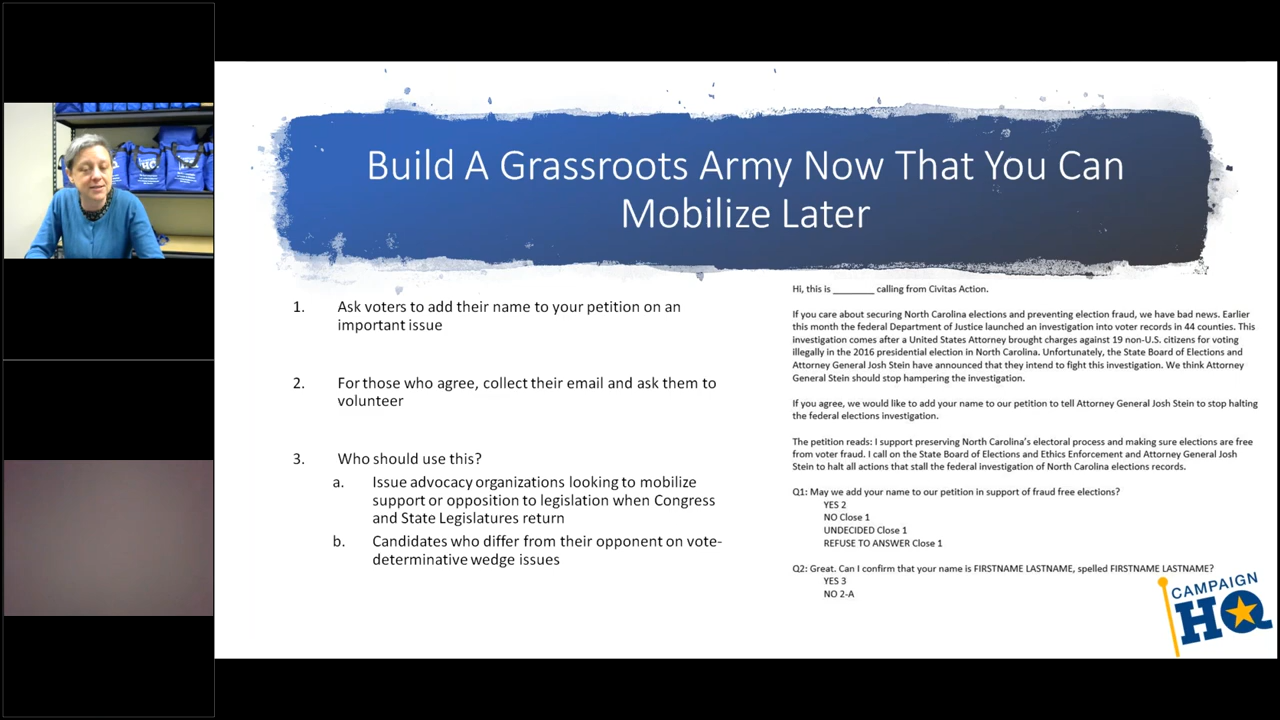 Build A Grassroots Army Now That You Can
Mobilize Later
1. Ask voters to add their name to your petition on an
important issue
2. For those who agree, collect their email and ask them to
volunteer
3. Who should use this?
a. Issue advocacy organizations looking to mobilize
support or opposition to legislation when Congress
and State Legislatures return
b. Candidates who differ from their opponent on vote-
determinative wedge issues
Hi, this is ________ calling from Civitas Action.
If you care about securing North Carolina elections and preventing election fraud, we have bad news. Earlier
this month the federal Department of Justice launched an investigation into voter records in 44 counties. This
investigation comes after a United States Attorney brought charges against 19 non-U.S. citizens for voting
illegally in the 2016 presidential election in North Carolina. Unfortunately, the State Board of Elections and
Attorney General Josh Stein have announced that they intend to fight this investigation. We think Attorney
General Stein should stop hampering the investigation.
If you agree, we would like to add your name to our petition to tell Attorney General Josh Stein to stop halting
the federal elections investigation.
The petition reads: I support preserving North Carolina's electoral process and making sure elections are free
from voter fraud. I call on the State Board of Elections and Ethics Enforcement and Attorney General Josh
Stein to halt all actions that stall the federal investigation of North Carolina elections records.
Q1: May we add your name to our petition in support of fraud free elections?
YES 2
NO Close 1
UNDECIDED Close 1
REFUSE TO ANSWER Close 1
Q2: Great. Can I confirm that your name is FIRSTNAME LASTNAME, spelled FIRSTNAME LASTNAME?
YES 3
NO 2-A
CAMPAIGN
HQ